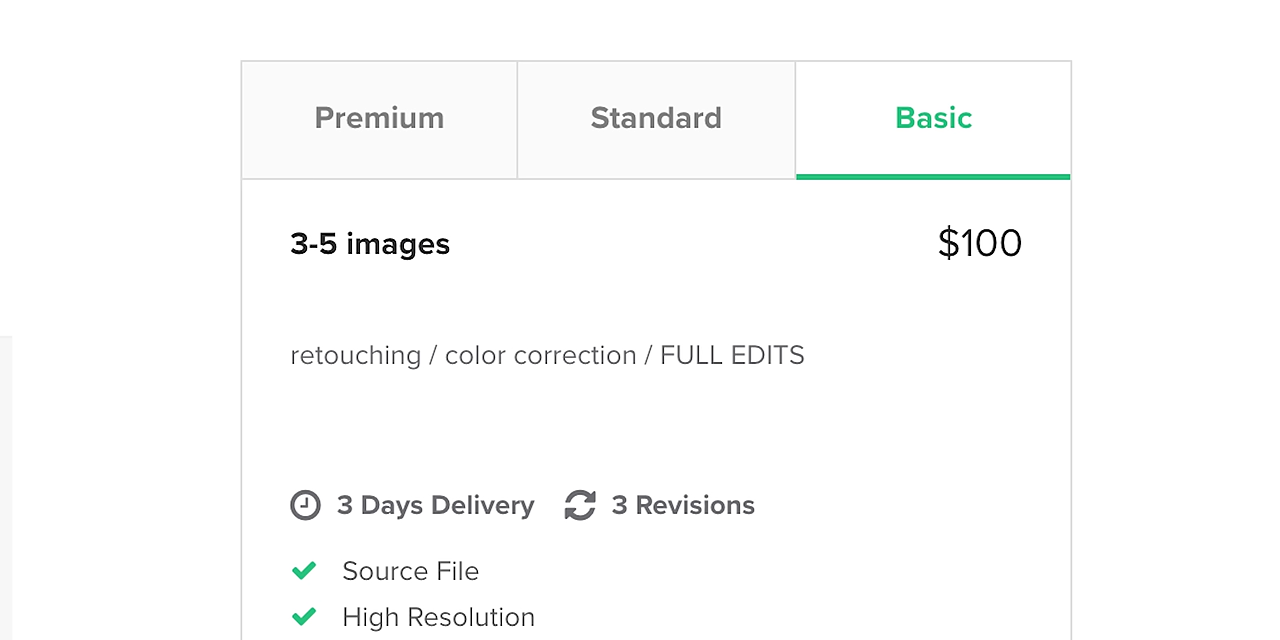 Premium Standard Basic
3-5 images $100
retouching / color correction / FULL EDITS
3 Days Delivery 3 Revisions
Source File
High Resolution